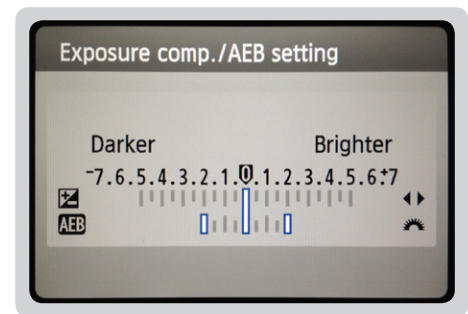 Exposure comp./AEB setting
Darker Brighter
-7.6.5.4.3.2.1.0.1.2.3.4.5.6.+7
AEB